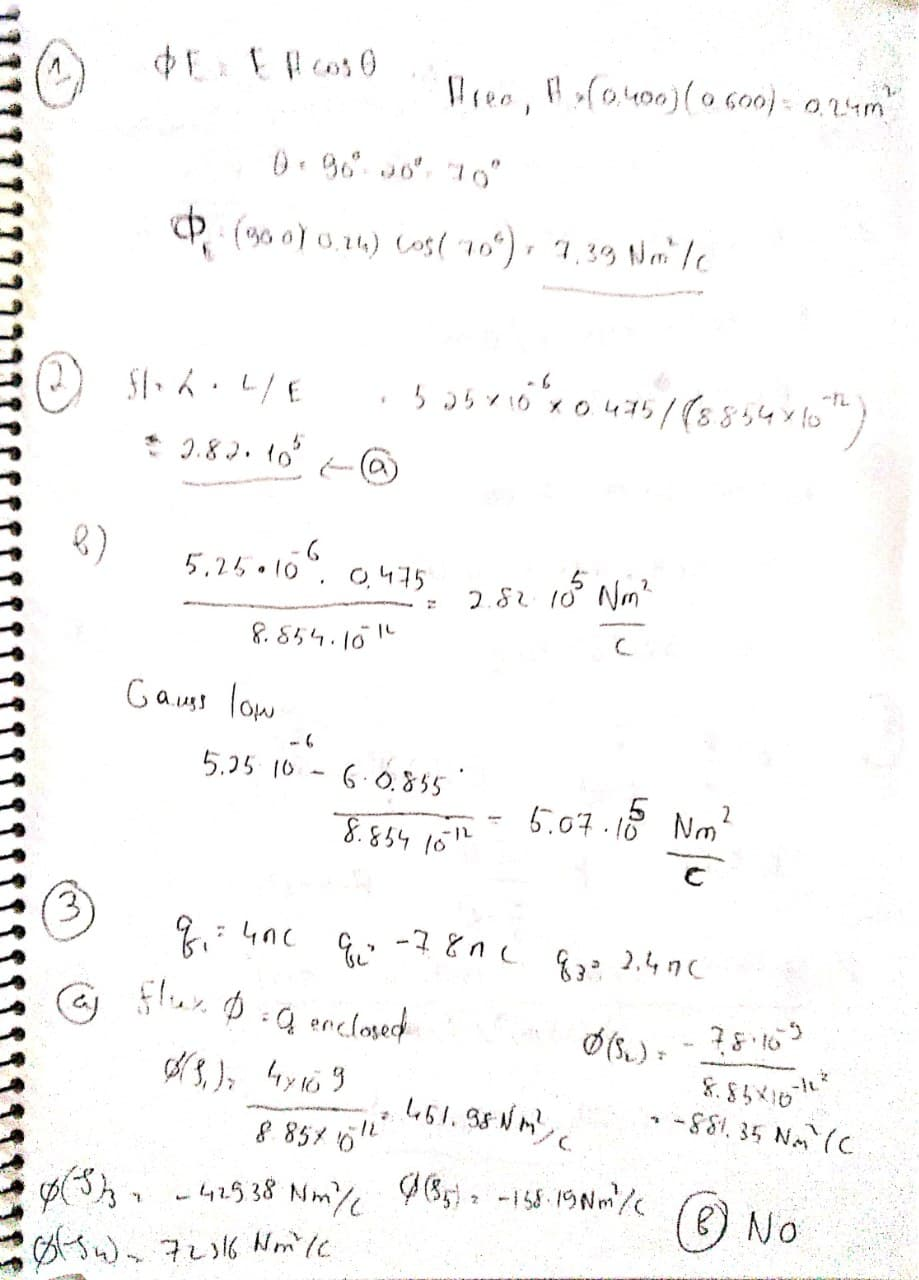 ① ΦE = E A cos θ
Area, A = (0.400)(0.600) = 0.24m²
θ = 90° - 20° = 70°
ΦE = (90.0)(0.24) cos(70°) = 7.39 Nm²/C
②
= 5.25 × 10⁻⁶ × 0.475 / (8.854 × 10⁻¹²)
= 2.82 · 10⁵ ← ⓐ
B) 5.25 • 10⁻⁶ . 0.475 / 8.854 . 10⁻¹² = 2.82 10⁵ Nm²/C
Gauss low
5.25 10⁻⁶ - 6.0.855 / 8.854 10⁻¹² = 5.07 . 10⁵ Nm²/C
③ q₁ = 4nc q₂ = -7 8nc q₃ = 2.4nc
ⓐ Flux Φ = Q enclosed
Φ(S₁) = 4×10⁻⁹ / 8.85×10⁻¹² = 451.98 Nm²/C
Φ(S₂) = - 7.8·10⁻⁹ / 8.85×10⁻¹² = -881.35 Nm²/C
Φ(S)₃ = -42938 Nm²/C Φ(S₅) = -158.19 Nm²/C
Φ(S₄) = 72316 Nm²/C
Ⓑ No